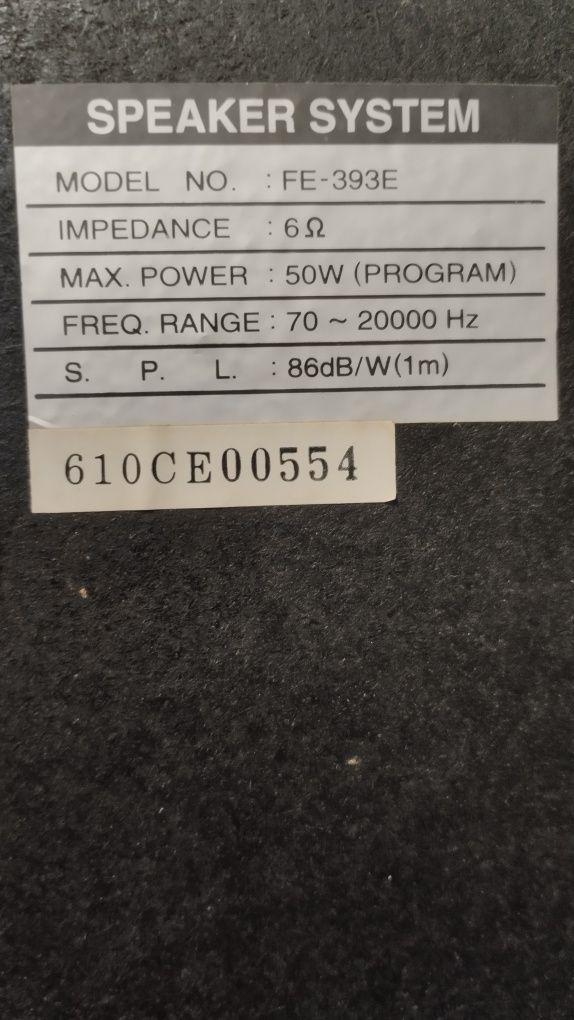 SPEAKER SYSTEM
MODEL NO. : FE-393E
IMPEDANCE : 6Ω
MAX. POWER : 50W (PROGRAM)
FREQ. RANGE : 70 ~ 20000 Hz
S. P. L. : 86dB/W(1m)
610CE00554